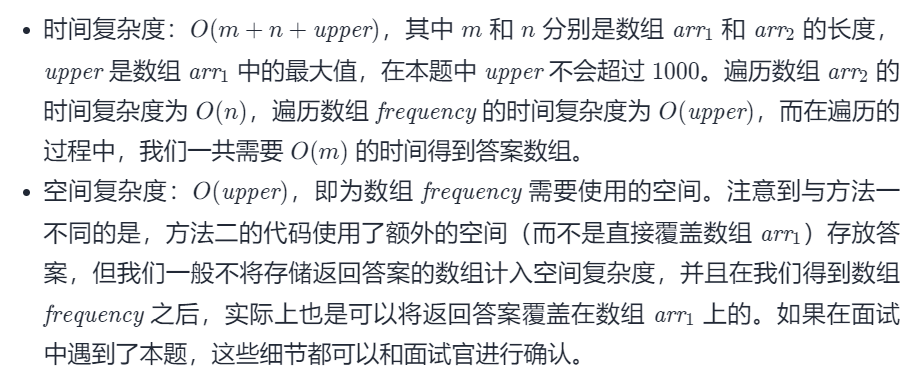 • 时间复杂度：O(m + n + upper)，其中 m 和 n 分别是数组 arr₁ 和 arr₂ 的长度，
upper 是数组 arr₁ 中的最大值，在本题中 upper 不会超过 1000。遍历数组 arr₂ 的
时间复杂度为 O(n)，遍历数组 frequency 的时间复杂度为 O(upper)，而在遍历的
过程中，我们一共需要 O(m) 的时间得到答案数组。
• 空间复杂度：O(upper)，即为数组 frequency 需要使用的空间。注意到与方法一
不同的是，方法二的代码使用了额外的空间（而不是直接覆盖数组 arr₁）存放答
案，但我们一般不将存储返回答案的数组计入空间复杂度，并且在我们得到数组
frequency 之后，实际上也是可以将返回答案覆盖在数组 arr₁ 上的。如果在面试
中遇到了本题，这些细节都可以和面试官进行确认。